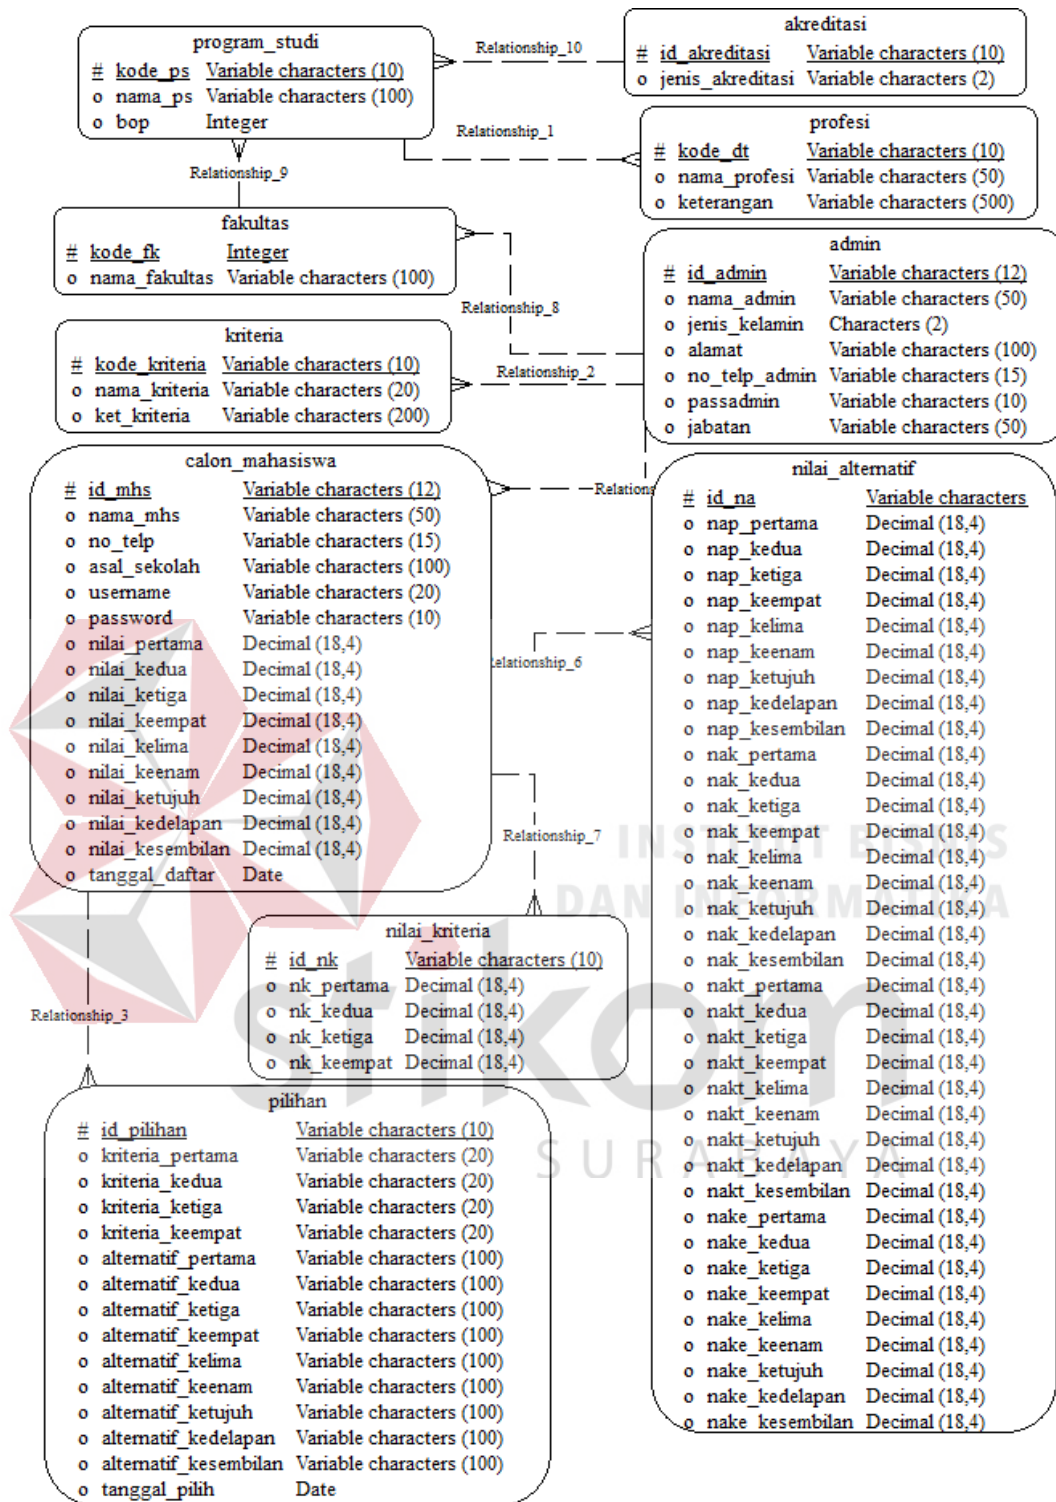 program_studi
# kode_ps Variable characters (10)
o nama_ps Variable characters (100)
o bop Integer
Relationship_10
akreditasi
# id_akreditasi Variable characters (10)
o jenis_akreditasi Variable characters (2)
Relationship_1
profesi
# kode_dt Variable characters (10)
o nama_profesi Variable characters (50)
o keterangan Variable characters (500)
Relationship_9
fakultas
# kode_fk Integer
o nama_fakultas Variable characters (100)
Relationship_8
admin
# id_admin Variable characters (12)
o nama_admin Variable characters (50)
o jenis_kelamin Characters (2)
o alamat Variable characters (100)
o no_telp_admin Variable characters (15)
o passadmin Variable characters (10)
o jabatan Variable characters (50)
kriteria
# kode_kriteria Variable characters (10)
o nama_kriteria Variable characters (20)
o ket_kriteria Variable characters (200)
Relationship_2
calon_mahasiswa
# id_mhs Variable characters (12)
o nama_mhs Variable characters (50)
o no_telp Variable characters (15)
o asal_sekolah Variable characters (100)
o username Variable characters (20)
o password Variable characters (10)
o nilai_pertama Decimal (18,4)
o nilai_kedua Decimal (18,4)
o nilai_ketiga Decimal (18,4)
o nilai_keempat Decimal (18,4)
o nilai_kelima Decimal (18,4)
o nilai_keenam Decimal (18,4)
o nilai_ketujuh Decimal (18,4)
o nilai_kedelapan Decimal (18,4)
o nilai_kesembilan Decimal (18,4)
o tanggal_daftar Date
Relations
elationship_6
Relationship_7
nilai_alternatif
# id_na Variable characters
o nap_pertama Decimal (18,4)
o nap_kedua Decimal (18,4)
o nap_ketiga Decimal (18,4)
o nap_keempat Decimal (18,4)
o nap_kelima Decimal (18,4)
o nap_keenam Decimal (18,4)
o nap_ketujuh Decimal (18,4)
o nap_kedelapan Decimal (18,4)
o nap_kesembilan Decimal (18,4)
o nak_pertama Decimal (18,4)
o nak_kedua Decimal (18,4)
o nak_ketiga Decimal (18,4)
o nak_keempat Decimal (18,4)
o nak_kelima Decimal (18,4)
o nak_keenam Decimal (18,4)
o nak_ketujuh Decimal (18,4)
o nak_kedelapan Decimal (18,4)
o nak_kesembilan Decimal (18,4)
o nakt_pertama Decimal (18,4)
o nakt_kedua Decimal (18,4)
o nakt_ketiga Decimal (18,4)
o nakt_keempat Decimal (18,4)
o nakt_kelima Decimal (18,4)
o nakt_keenam Decimal (18,4)
o nakt_ketujuh Decimal (18,4)
o nakt_kedelapan Decimal (18,4)
o nakt_kesembilan Decimal (18,4)
o nake_pertama Decimal (18,4)
o nake_kedua Decimal (18,4)
o nake_ketiga Decimal (18,4)
o nake_keempat Decimal (18,4)
o nake_kelima Decimal (18,4)
o nake_keenam Decimal (18,4)
o nake_ketujuh Decimal (18,4)
o nake_kedelapan Decimal (18,4)
o nake_kesembilan Decimal (18,4)
nilai_kriteria
# id_nk Variable characters (10)
o nk_pertama Decimal (18,4)
o nk_kedua Decimal (18,4)
o nk_ketiga Decimal (18,4)
o nk_keempat Decimal (18,4)
Relationship_3
pilihan
# id_pilihan Variable characters (10)
o kriteria_pertama Variable characters (20)
o kriteria_kedua Variable characters (20)
o kriteria_ketiga Variable characters (20)
o kriteria_keempat Variable characters (20)
o alternatif_pertama Variable characters (100)
o alternatif_kedua Variable characters (100)
o alternatif_ketiga Variable characters (100)
o alternatif_keempat Variable characters (100)
o alternatif_kelima Variable characters (100)
o alternatif_keenam Variable characters (100)
o alternatif_ketujuh Variable characters (100)
o alternatif_kedelapan Variable characters (100)
o alternatif_kesembilan Variable characters (100)
o tanggal_pilih Date
INSTITUT BISNIS
DAN INFORMATIKA
stikom
SURABAYA